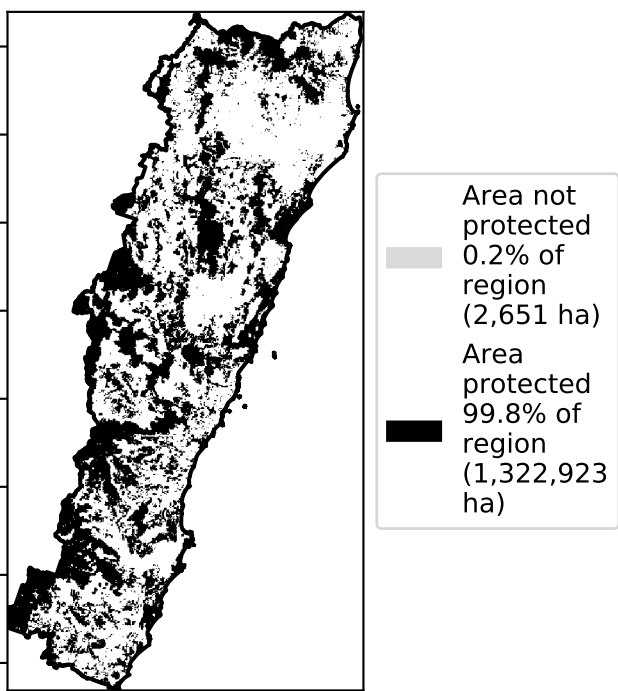 Area not
protected
0.2% of
region
(2,651 ha)
Area
protected
99.8% of
region
(1,322,923
ha)